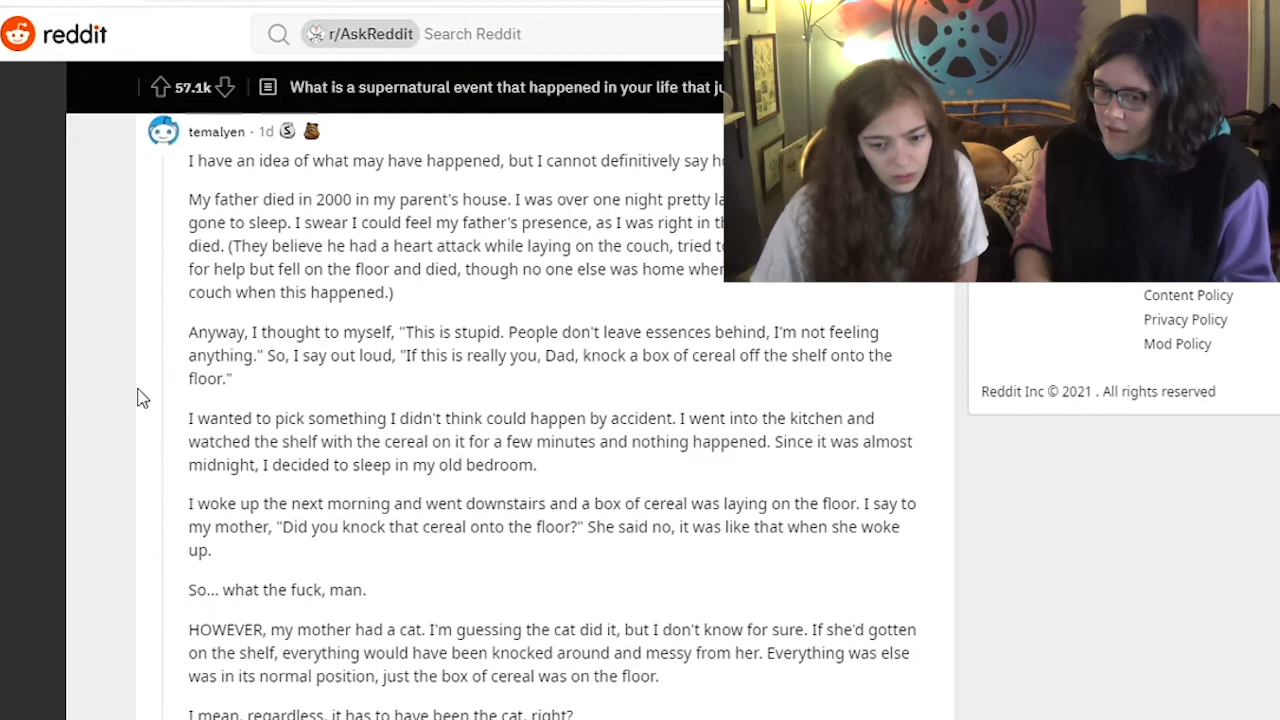 reddit
r/AskReddit Search Reddit
57.1k What is a supernatural event that happened in your life that
temalyen · 1d
I have an idea of what may have happened, but I cannot definitively say
My father died in 2000 in my parent's house. I was over one night pretty
gone to sleep. I swear I could feel my father's presence, as I was right in
died. (They believe he had a heart attack while laying on the couch, tried
for help but fell on the floor and died, though no one else was home
couch when this happened.)
Anyway, I thought to myself, "This is stupid. People don't leave essences behind, I'm not feeling
anything." So, I say out loud, "If this is really you, Dad, knock a box of cereal off the shelf onto the
floor."
I wanted to pick something I didn't think could happen by accident. I went into the kitchen and
watched the shelf with the cereal on it for a few minutes and nothing happened. Since it was almost
midnight, I decided to sleep in my old bedroom.
I woke up the next morning and went downstairs and a box of cereal was laying on the floor. I say to
my mother, "Did you knock that cereal onto the floor?" She said no, it was like that when she woke
up.
So... what the fuck, man.
HOWEVER, my mother had a cat. I'm guessing the cat did it, but I don't know for sure. If she'd gotten
on the shelf, everything would have been knocked around and messy from her. Everything was else
was in its normal position, just the box of cereal was on the floor.
I mean, regardless, it has to have been the cat, right?
Content Policy
Privacy Policy
Mod Policy
Reddit Inc © 2021 . All rights reserved